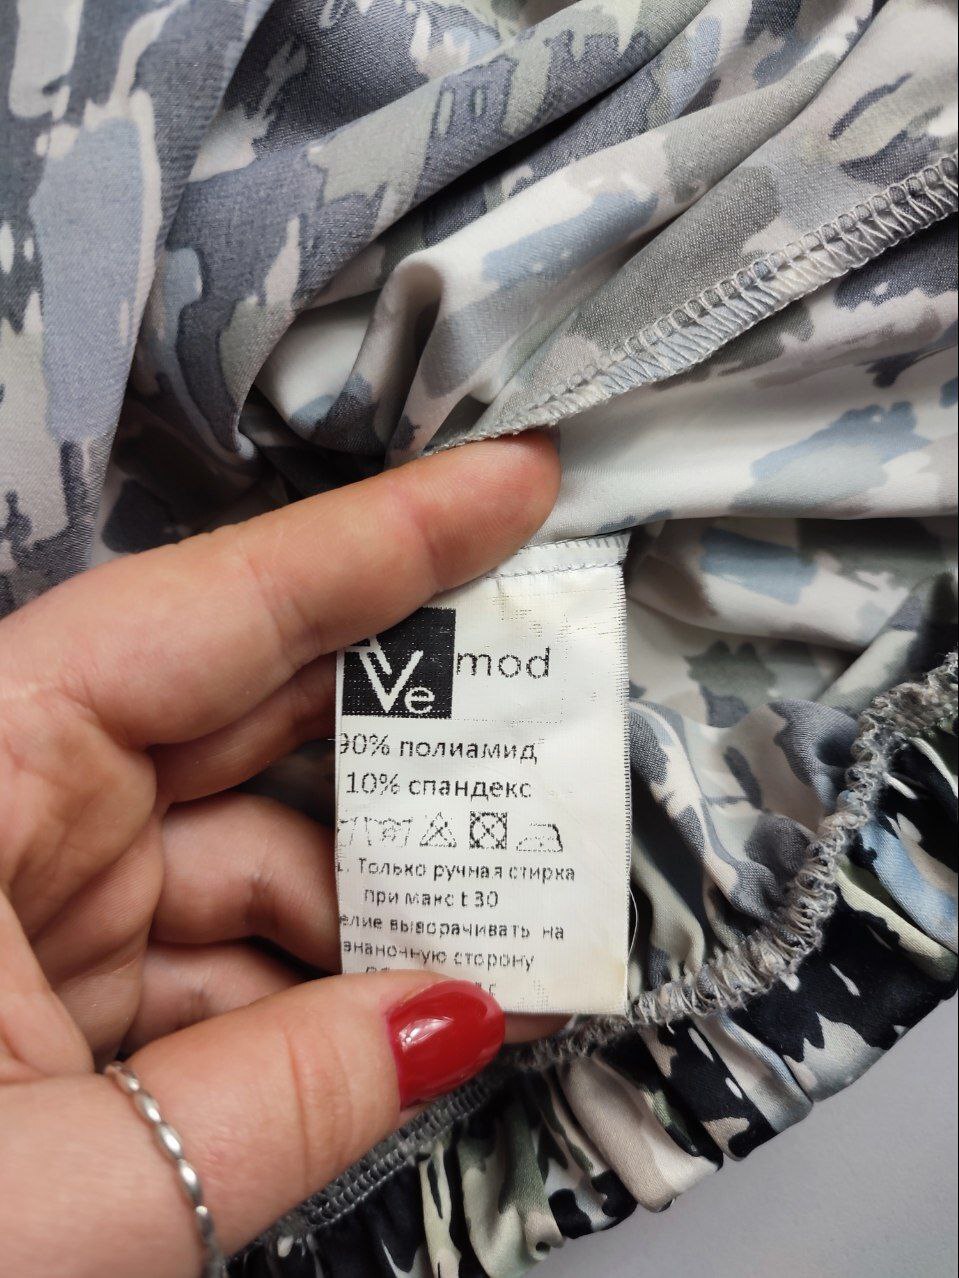 AVe mod
90% полиамид
10% спандекс
Только ручная стирка
при макс t 30
выворачивать на
сторону